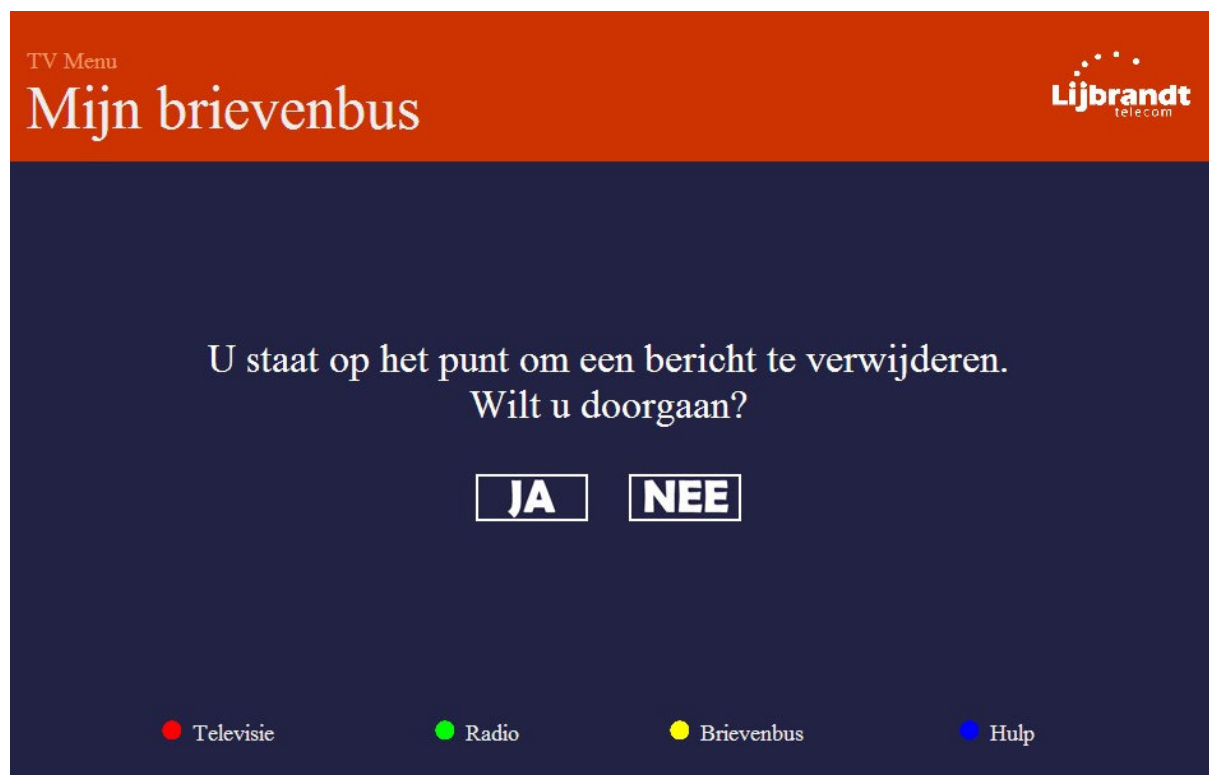 TV Menu
Mijn brievenbus
Lijbrandt
telecom
U staat op het punt om een bericht te verwijderen.
Wilt u doorgaan?
JA NEE
Televisie Radio Brievenbus Hulp